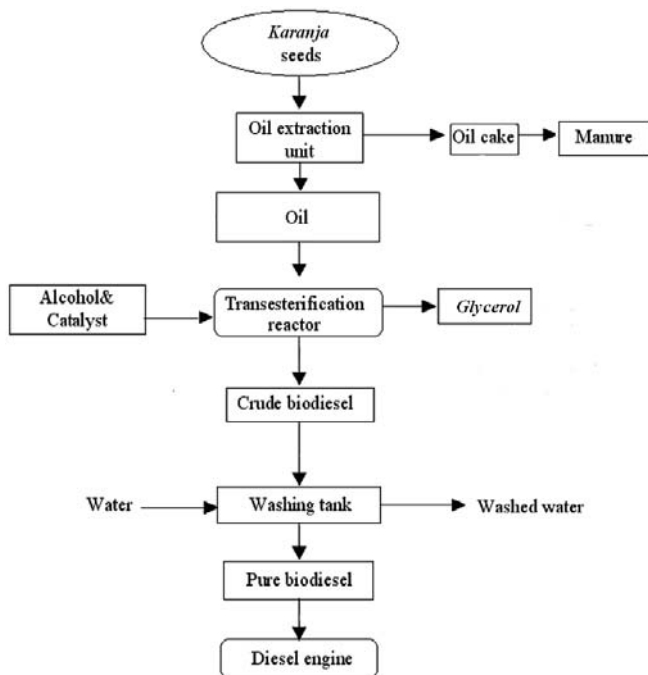 Karanja
seeds
Oil extraction
unit
Oil cake
Manure
Oil
Alcohol&
Catalyst
Transesterification
reactor
Glycerol
Crude biodiesel
Water
Washing tank
Washed water
Pure biodiesel
Diesel engine